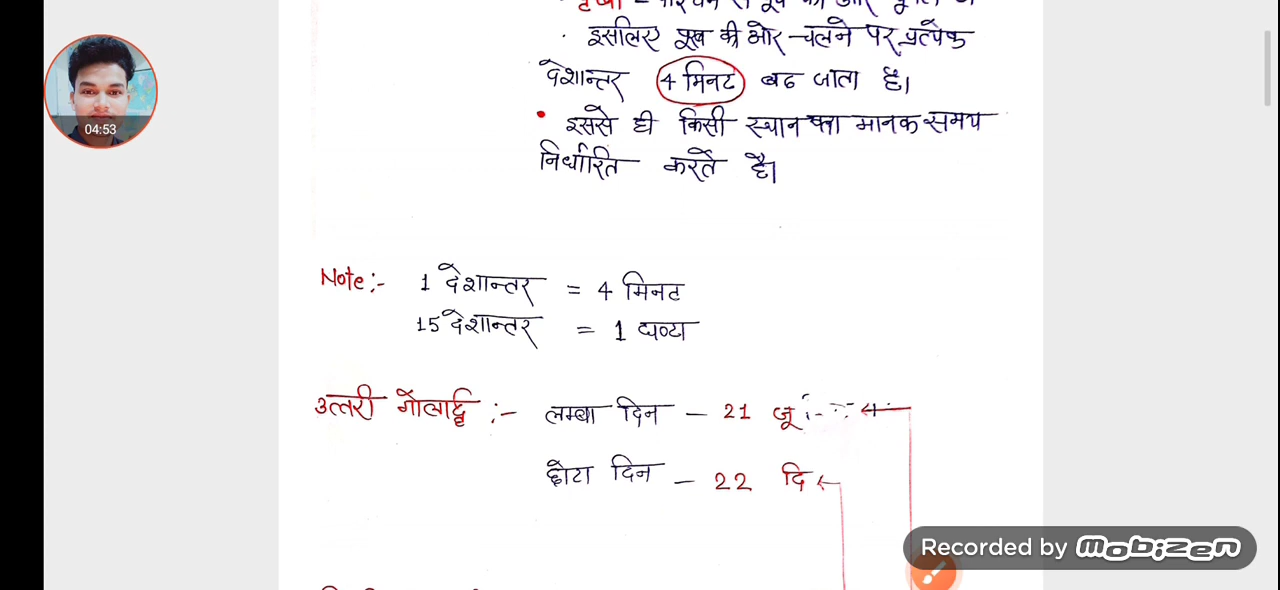 04:53
इसलिए पूरब की ओर चलने पर प्रत्येक
देशान्तर 4 मिनट बढ जाता है।
• इससे ही किसी स्थान का मानक समय
निर्धारित करते है।
Note:- 1 देशान्तर = 4 मिनट
15 देशान्तर = 1 घण्टा
उत्तरी गोलार्द्ध :- लम्बा दिन - 21 जू
छोटा दिन - 22 दि
Recorded by mobizen